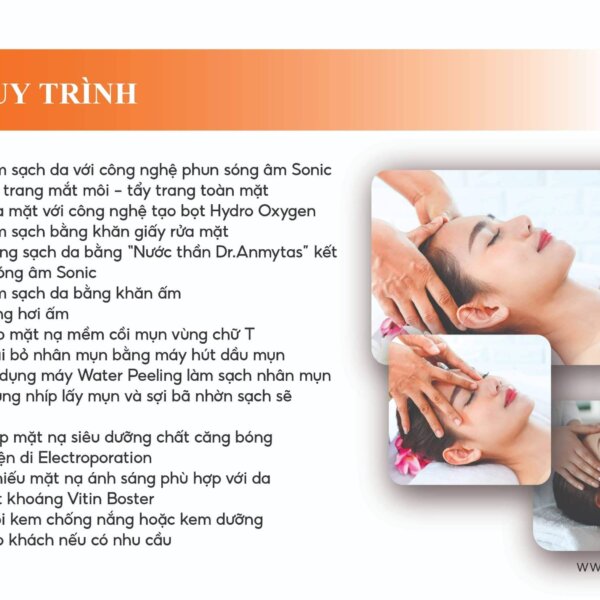 UY TRÌNH
sạch da với công nghệ phun sóng âm Sonic
trang mắt môi – tẩy trang toàn mặt
mặt với công nghệ tạo bọt Hydro Oxygen
sạch bằng khăn giấy rửa mặt
sạch da bằng "Nước thần Dr.Anmytas" kết
óng âm Sonic
sạch da bằng khăn ấm
hơi ấm
mặt nạ mềm cồi mụn vùng chữ T
bỏ nhân mụn bằng máy hút dầu mụn
dụng máy Water Peeling làm sạch nhân mụn
nhíp lấy mụn và sợi bã nhờn sạch sẽ
mặt nạ siêu dưỡng chất căng bóng
di Electroporation
hiếu mặt nạ ánh sáng phù hợp với da
khoáng Vitin Boster
kem chống nắng hoặc kem dưỡng
khách nếu có nhu cầu